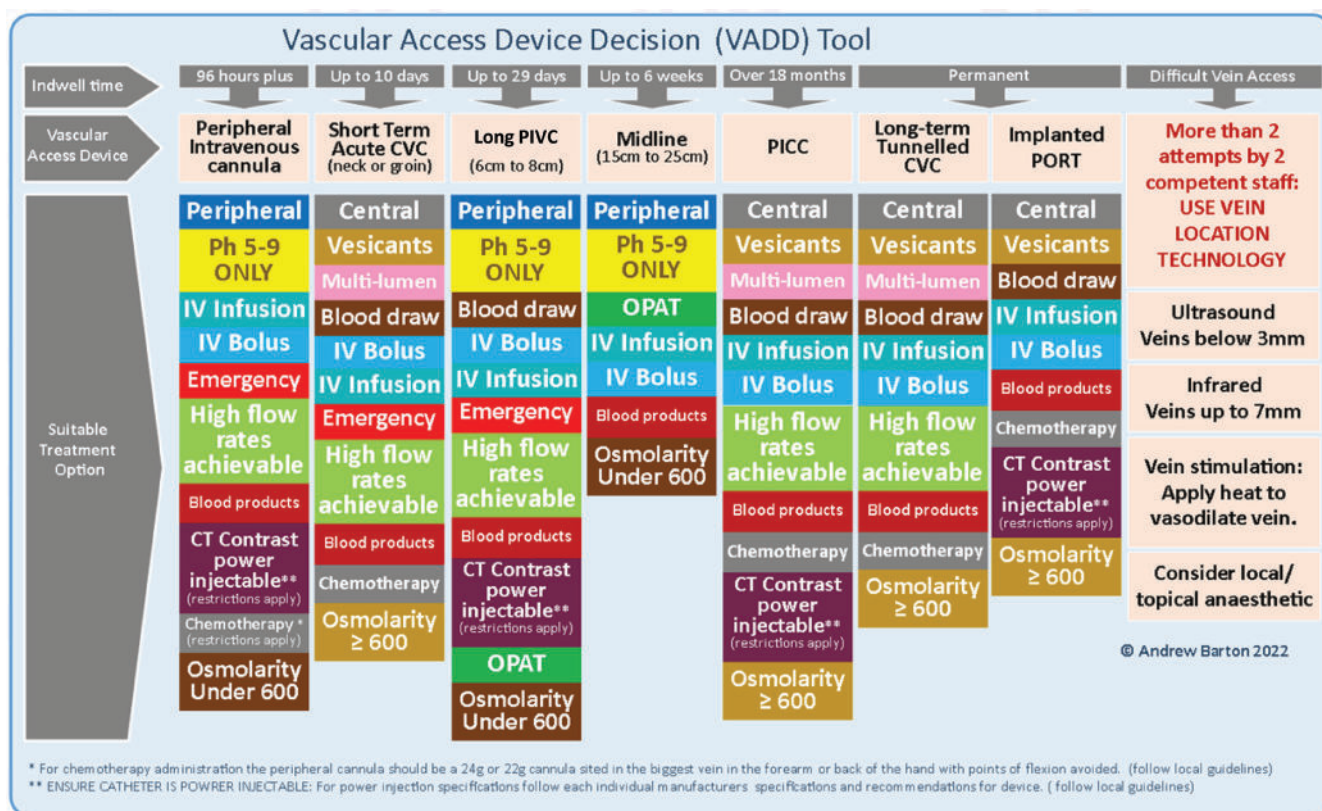 Vascular Access Device Decision (VADD) Tool
Indwell time
96 hours plus
Up to 10 days
Up to 29 days
Up to 6 weeks
Over 18 months
Permanent
Difficult Vein Access
Vascular
Access Device
Peripheral
Intravenous
cannula
Short Term
Acute CVC
(neck or groin)
Long PIVC
(6cm to 8cm)
Midline
(15cm to 25cm)
PICC
Long-term
Tunnelled
CVC
Implanted
PORT
More than 2
attempts by 2
competent staff:
USE VEIN
LOCATION
TECHNOLOGY
Suitable
Treatment
Option
Peripheral
Ph 5-9
ONLY
IV Infusion
IV Bolus
Emergency
High flow
rates
achievable
Blood products
CT Contrast
power
injectable**
(restrictions apply)
Chemotherapy *
(restrictions apply)
Osmolarity
Under 600
Central
Vesicants
Multi-lumen
Blood draw
IV Bolus
IV Infusion
Emergency
High flow
rates
achievable
Blood products
Chemotherapy
Osmolarity
≥ 600
Peripheral
Ph 5-9
ONLY
Blood draw
IV Bolus
IV Infusion
Emergency
High flow
rates
achievable
Blood products
CT Contrast
power
injectable**
(restrictions apply)
OPAT
Osmolarity
Under 600
Peripheral
Ph 5-9
ONLY
OPAT
IV Infusion
IV Bolus
Blood products
Osmolarity
Under 600
Central
Vesicants
Multi-lumen
Blood draw
IV Infusion
IV Bolus
High flow
rates
achievable
Blood products
Chemotherapy
CT Contrast
power
injectable**
(restrictions apply)
Osmolarity
≥ 600
Central
Vesicants
Multi-lumen
Blood draw
IV Infusion
IV Bolus
High flow
rates
achievable
Blood products
Chemotherapy
Osmolarity
≥ 600
Central
Vesicants
Blood draw
IV Infusion
IV Bolus
Blood products
Chemotherapy
CT Contrast
power
injectable**
(restrictions apply)
Osmolarity
≥ 600
Ultrasound
Veins below 3mm
Infrared
Veins up to 7mm
Vein stimulation:
Apply heat to
vasodilate vein.
Consider local/
topical anaesthetic
© Andrew Barton 2022
* For chemotherapy administration the peripheral cannula should be a 24g or 22g cannula sited in the biggest vein in the forearm or back of the hand with points of flexion avoided. (follow local guidelines)
** ENSURE CATHETER IS POWRER INJECTABLE: For power injection specifications follow each individual manufacturers specifications and recommendations for device. ( follow local guidelines)